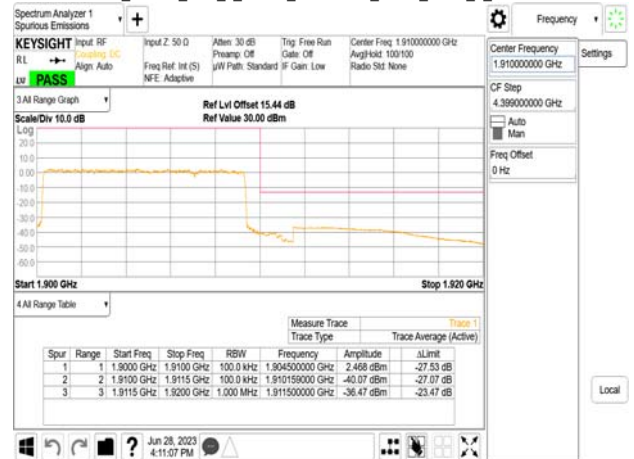 Spectrum Analyzer 1
Spurious Emissions
+
Frequency
KEYSIGHT Input: RF
RL
Coupling: DC
Align: Auto
LV PASS
Input Z: 50 Ω
Freq Ref: Int (S)
NFE: Adaptive
Atten: 30 dB
Preamp: Off
µW Path: Standard
Trig: Free Run
Gate: Off
IF Gain: Low
Center Freq: 1.910000000 GHz
Avg|Hold: 100/100
Radio Std: None
Center Frequency
1.910000000 GHz
Settings
CF Step
4.399000000 GHz
Auto
Man
Freq Offset
0 Hz
3 All Range Graph
Ref Lvl Offset 15.44 dB
Scale/Div 10.0 dB
Ref Value 30.00 dBm
Log
20.0
10.0
0.00
-10.0
-20.0
-30.0
-40.0
-50.0
-60.0
Start 1.900 GHz
Stop 1.920 GHz
4 All Range Table
Measure Trace Trace 1
Trace Type Trace Average (Active)
Spur Range Start Freq Stop Freq RBW Frequency Amplitude ΔLimit
1 1 1.9000 GHz 1.9100 GHz 100.0 kHz 1.904500000 GHz 2.468 dBm -27.53 dB
2 2 1.9100 GHz 1.9115 GHz 100.0 kHz 1.910159000 GHz -40.07 dBm -27.07 dB
3 3 1.9115 GHz 1.9200 GHz 1.000 MHz 1.911500000 GHz -36.47 dBm -23.47 dB
Local
?
Jun 28, 2023
4:11:07 PM